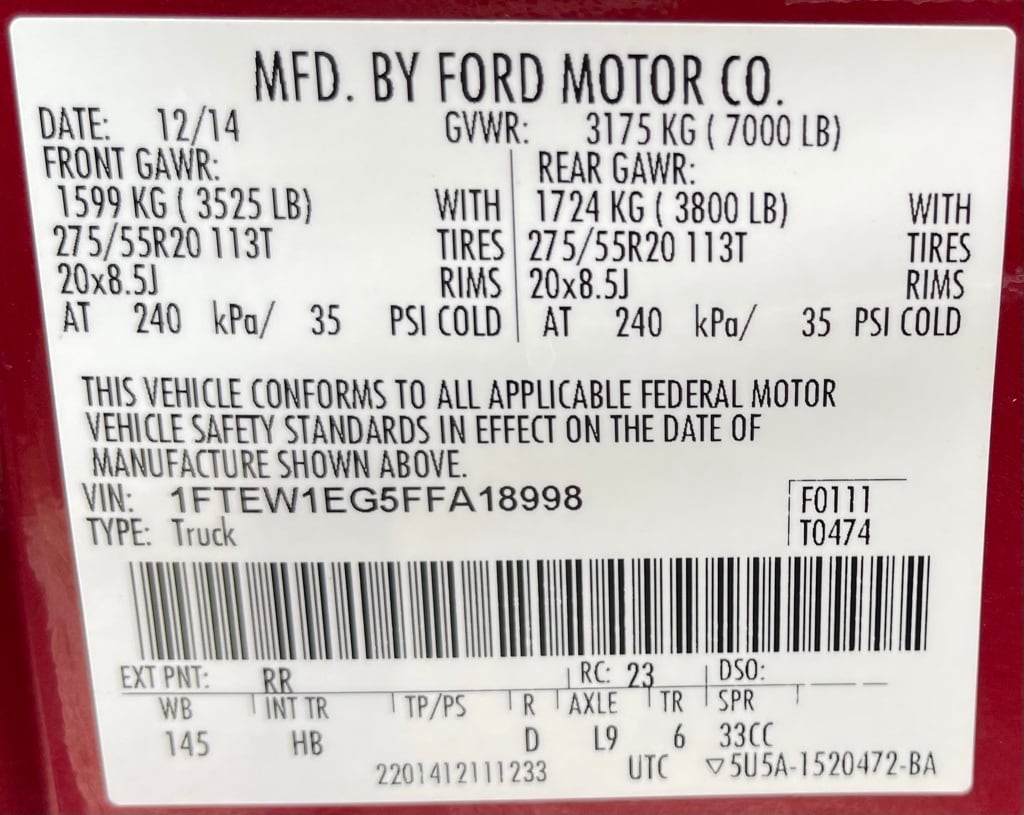 MFD. BY FORD MOTOR CO.
DATE: 12/14 GVWR: 3175 KG ( 7000 LB)
FRONT GAWR: REAR GAWR:
1599 KG ( 3525 LB) WITH 1724 KG ( 3800 LB) WITH
275/55R20 113T TIRES 275/55R20 113T TIRES
20x8.5J RIMS 20x8.5J RIMS
AT 240 kPa/ 35 PSI COLD AT 240 kPa/ 35 PSI COLD
THIS VEHICLE CONFORMS TO ALL APPLICABLE FEDERAL MOTOR
VEHICLE SAFETY STANDARDS IN EFFECT ON THE DATE OF
MANUFACTURE SHOWN ABOVE.
VIN: 1FTEW1EG5FFA18998 F0111
TYPE: Truck T0474
EXT PNT: RR RC: 23 DSO:
WB INT TR TP/PS R AXLE TR SPR
145 HB D L9 6 33CC
2201412111233 UTC ▽5U5A-1520472-BA